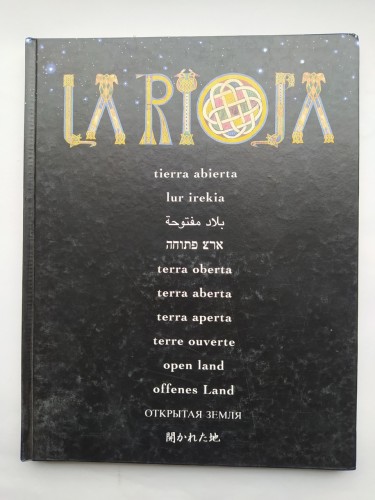 LA RIOJA
tierra abierta
lur irekia
بلاد مفتوحة
ארץ פתוחה
terra oberta
terra aberta
terra aperta
terre ouverte
open land
offenes Land
ОТКРЫТАЯ ЗЕМЛЯ
開かれた地